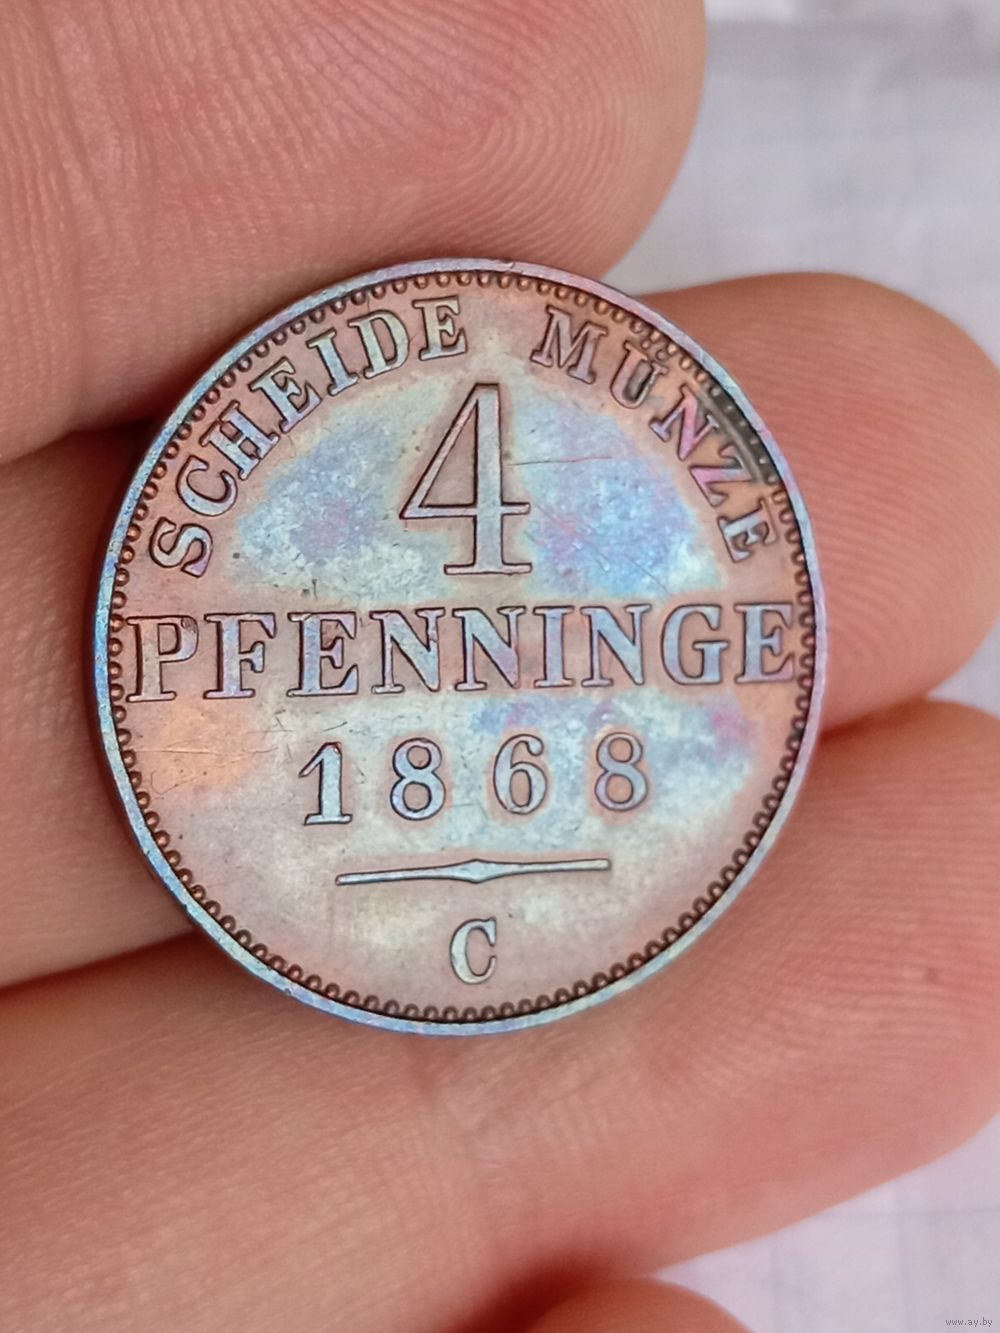 SCHEIDE MÜNZE
4
PFENNINGE
1868
C
www.ay.by